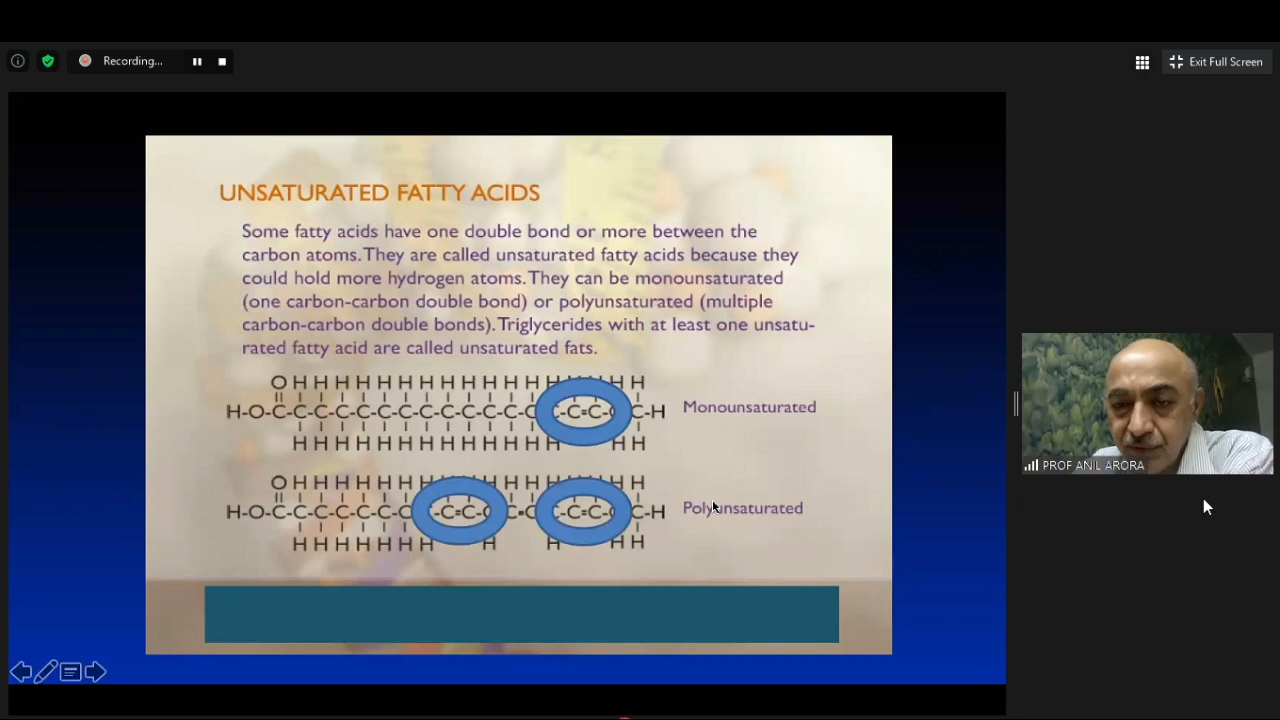 Recording...
Exit Full Screen
UNSATURATED FATTY ACIDS
Some fatty acids have one double bond or more between the
carbon atoms. They are called unsaturated fatty acids because they
could hold more hydrogen atoms. They can be monounsaturated
(one carbon-carbon double bond) or polyunsaturated (multiple
carbon-carbon double bonds). Triglycerides with at least one unsatu-
rated fatty acid are called unsaturated fats.
O H H H H H H H H H H H H H H H
H-O-C-C-C-C-C-C-C-C-C-C-C-C-C C-C=C- C-H
Monounsaturated
H H H H H H H H H H H H H H H
O H H H H H H H H H H H
H-O-C-C-C-C-C-C-C -C=C- C-C C-C=C- C-H
Polyunsaturated
H H H H H H H H H H H
PROF ANIL ARORA